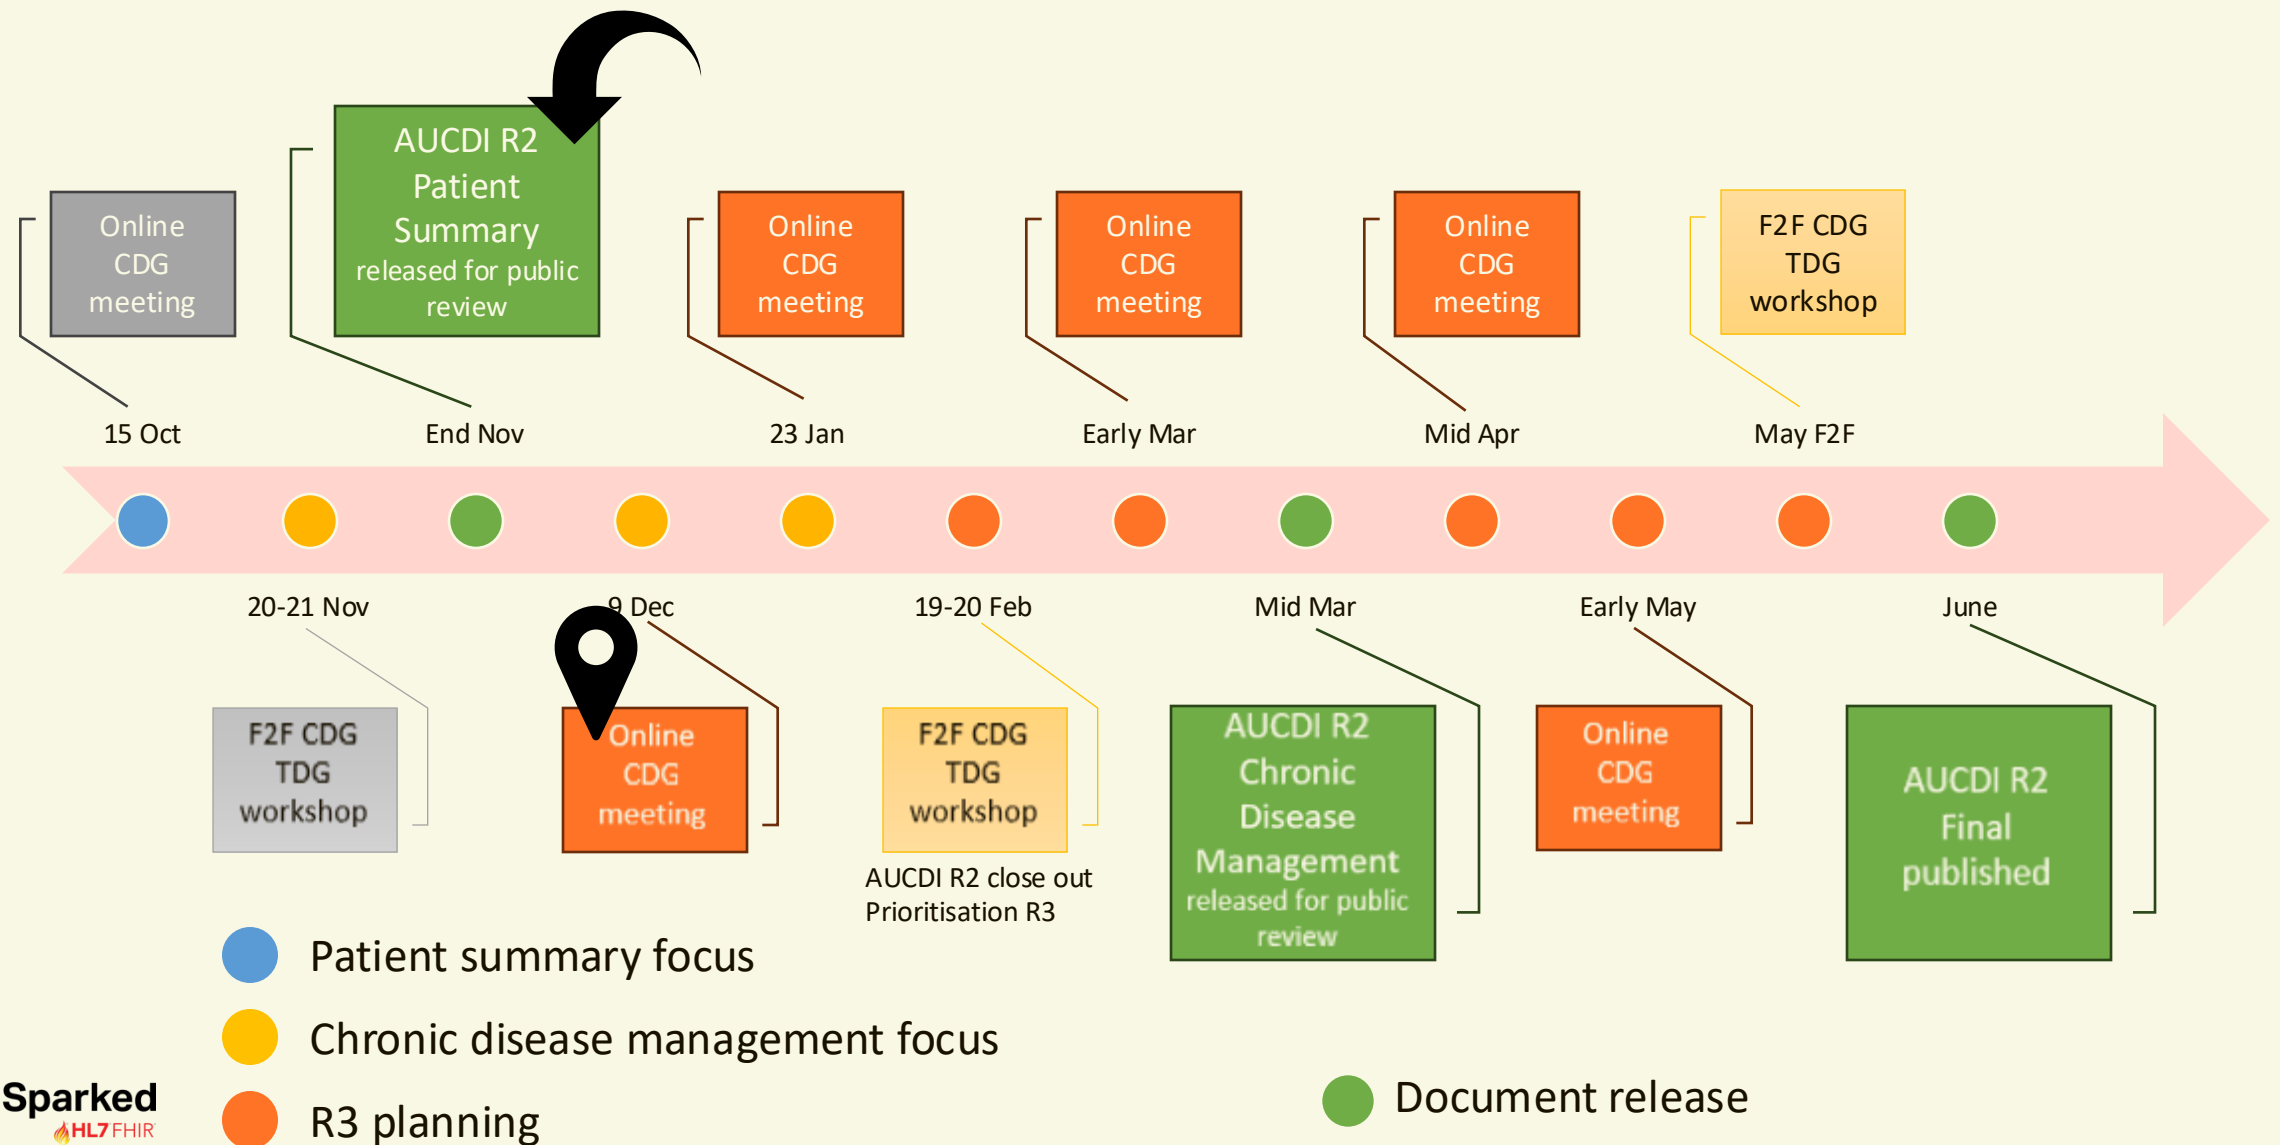 AUCDI R2
Patient
Summary
released for public
review
Online
CDG
meeting
Online
CDG
meeting
Online
CDG
meeting
Online
CDG
meeting
F2F CDG
TDG
workshop
15 Oct
End Nov
23 Jan
Early Mar
Mid Apr
May F2F
20-21 Nov
9 Dec
19-20 Feb
Mid Mar
Early May
June
F2F CDG
TDG
workshop
Online
CDG
meeting
F2F CDG
TDG
workshop
AUCDI R2 close out
Prioritisation R3
AUCDI R2
Chronic
Disease
Management
released for public
review
Online
CDG
meeting
AUCDI R2
Final
published
Patient summary focus
Chronic disease management focus
R3 planning
Document release
Sparked
HL7 FHIR